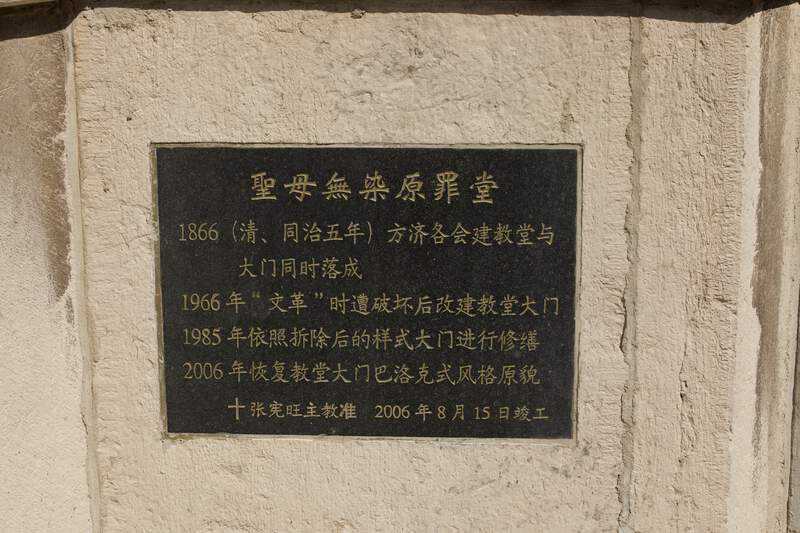 聖母無染原罪堂
1866（清、同治五年）方济各会建教堂与
大门同时落成
1966年“文革”时遭破坏后改建教堂大门
1985年依照拆除后的样式大门进行修缮
2006年恢复教堂大门巴洛克式风格原貌
十张宪旺主教准 2006年8月15日竣工